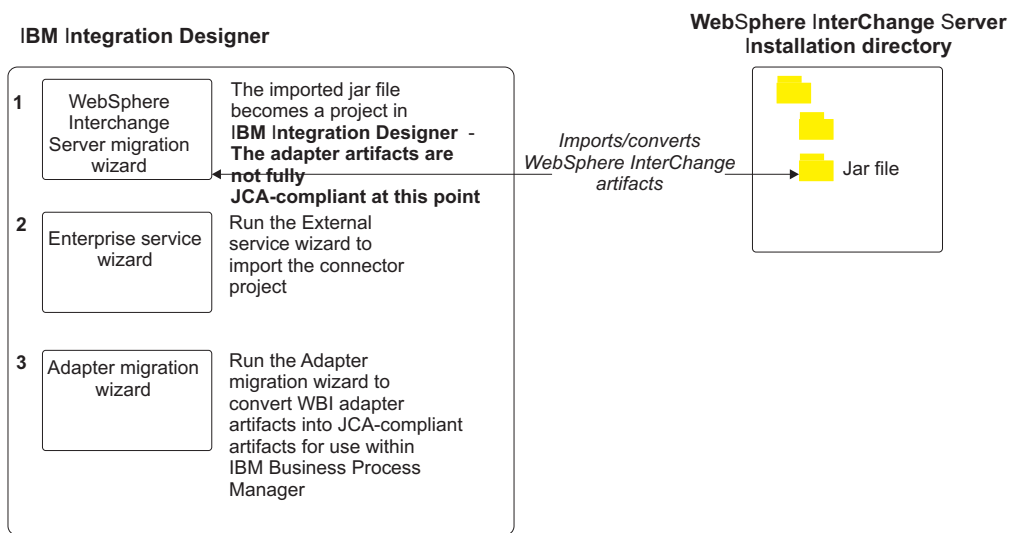 IBM Integration Designer
WebSphere InterChange Server
Installation directory
1
WebSphere
Interchange
Server migration
wizard
The imported jar file
becomes a project in
IBM Integration Designer -
The adapter artifacts are
not fully
JCA-compliant at this point
Imports/converts
WebSphere InterChange
artifacts
Jar file
2
Enterprise service
wizard
Run the External
service wizard to
import the connector
project
3
Adapter migration
wizard
Run the Adapter
migration wizard to
convert WBI adapter
artifacts into JCA-compliant
artifacts for use within
IBM Business Process
Manager